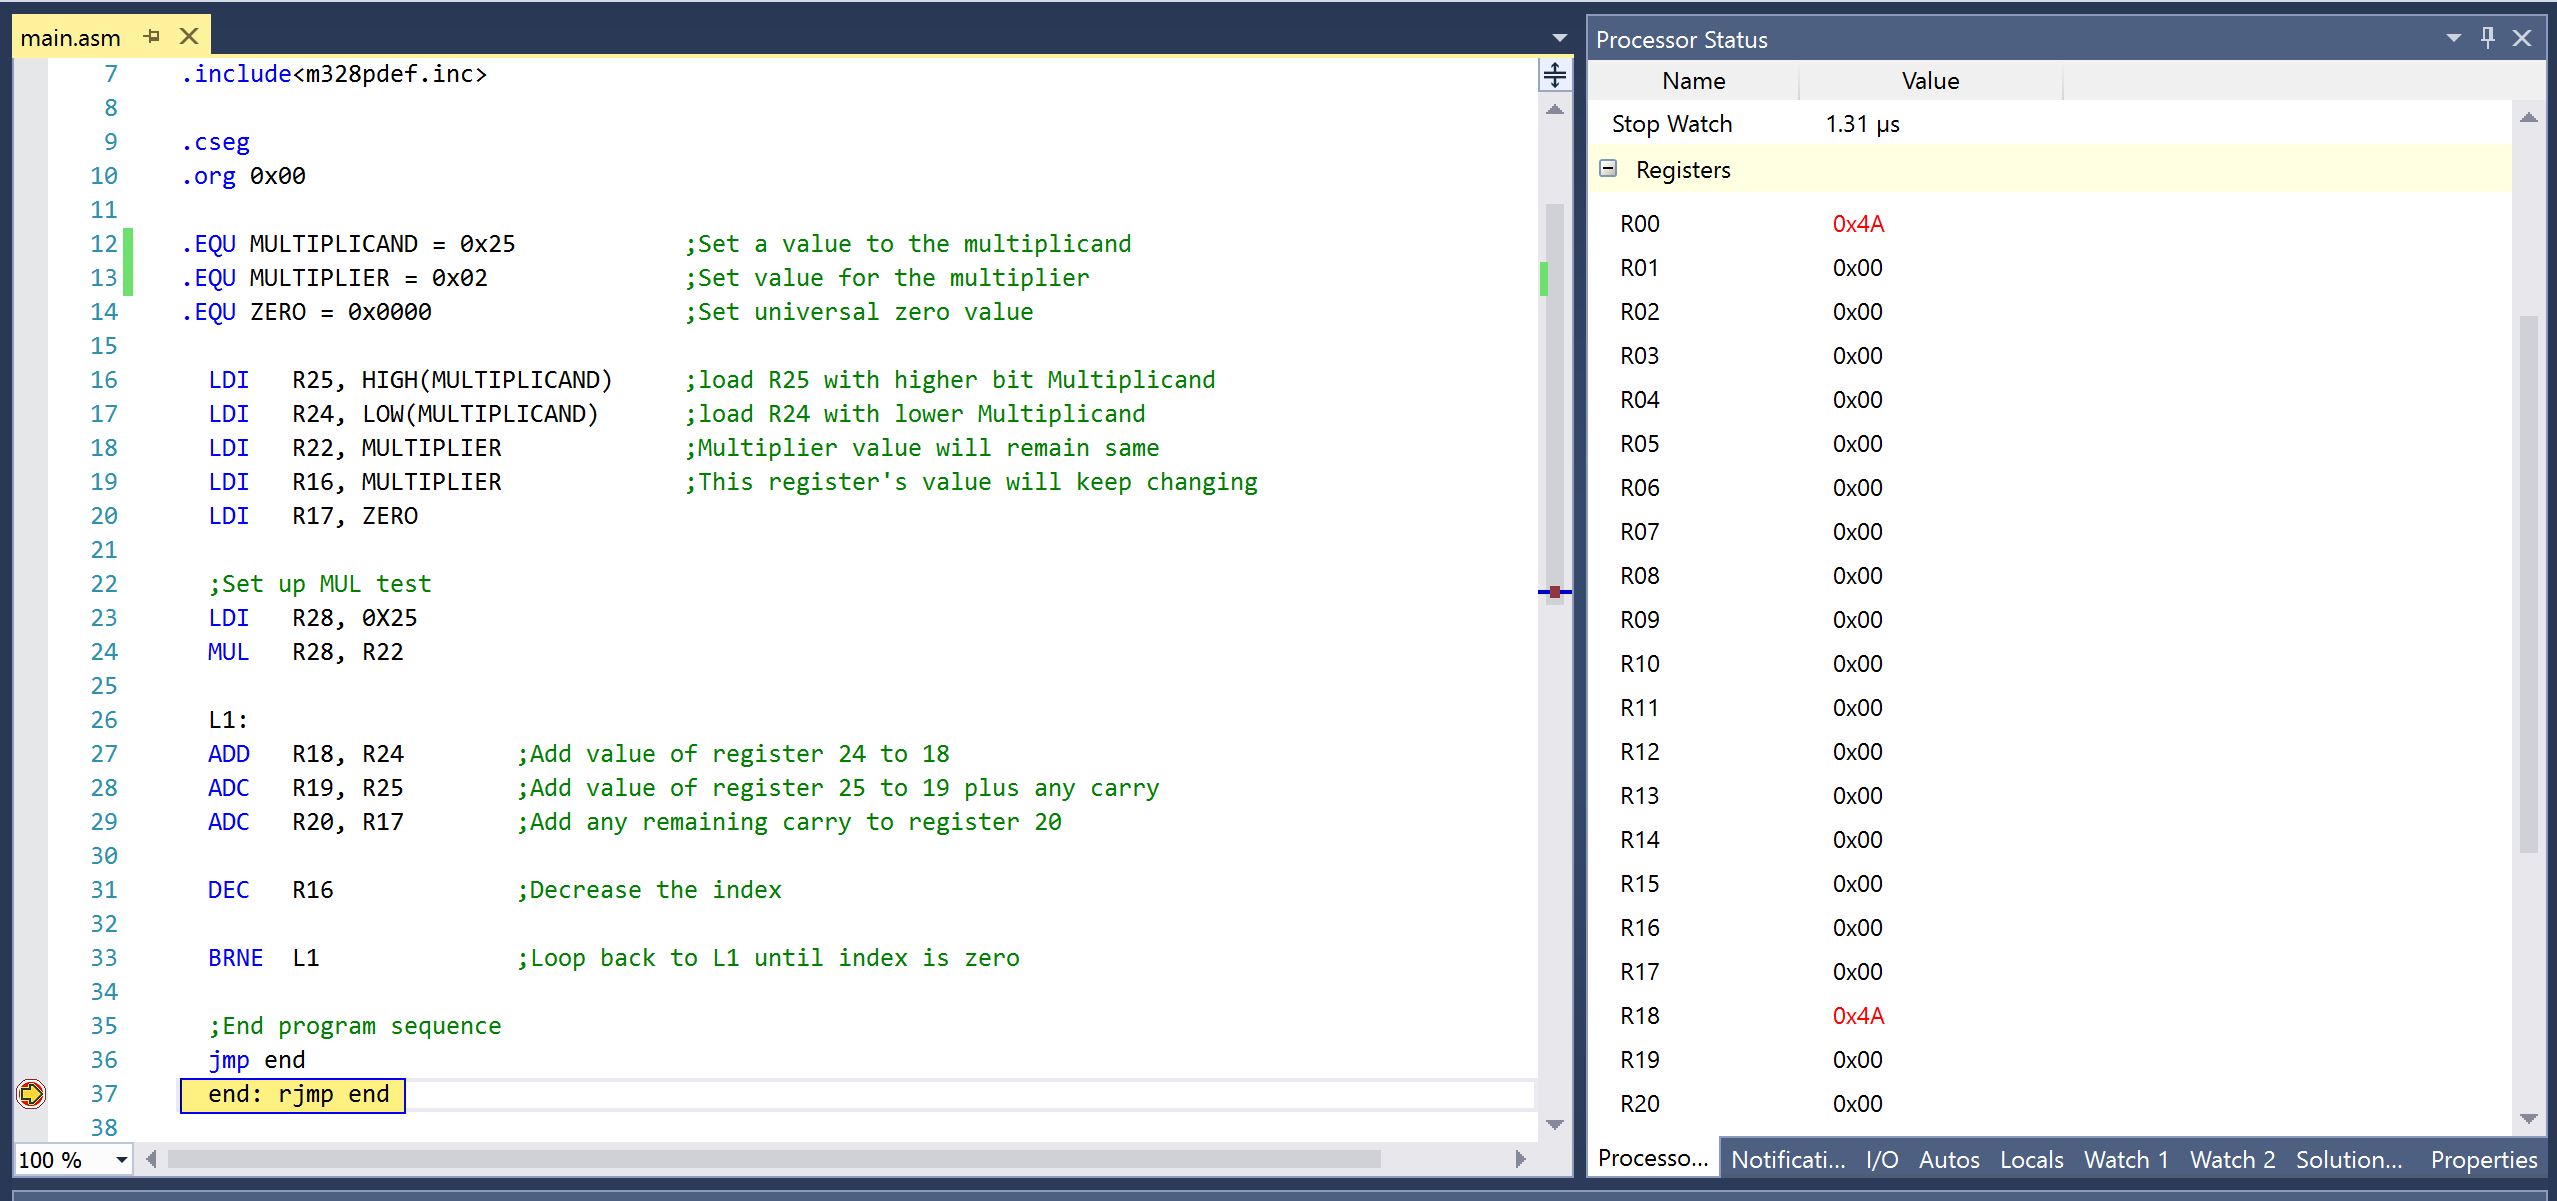 main.asm
7 .include<m328pdef.inc>
8
9 .cseg
10 .org 0x00
11
12 .EQU MULTIPLICAND = 0x25 ;Set a value to the multiplicand
13 .EQU MULTIPLIER = 0x02 ;Set value for the multiplier
14 .EQU ZERO = 0x0000 ;Set universal zero value
15
16 LDI R25, HIGH(MULTIPLICAND) ;load R25 with higher bit Multiplicand
17 LDI R24, LOW(MULTIPLICAND) ;load R24 with lower Multiplicand
18 LDI R22, MULTIPLIER ;Multiplier value will remain same
19 LDI R16, MULTIPLIER ;This register's value will keep changing
20 LDI R17, ZERO
21
22 ;Set up MUL test
23 LDI R28, 0X25
24 MUL R28, R22
25
26 L1:
27 ADD R18, R24 ;Add value of register 24 to 18
28 ADC R19, R25 ;Add value of register 25 to 19 plus any carry
29 ADC R20, R17 ;Add any remaining carry to register 20
30
31 DEC R16 ;Decrease the index
32
33 BRNE L1 ;Loop back to L1 until index is zero
34
35 ;End program sequence
36 jmp end
37 end: rjmp end
38
100 %
Processor Status
Name Value
Stop Watch 1.31 µs
Registers
R00 0x4A
R01 0x00
R02 0x00
R03 0x00
R04 0x00
R05 0x00
R06 0x00
R07 0x00
R08 0x00
R09 0x00
R10 0x00
R11 0x00
R12 0x00
R13 0x00
R14 0x00
R15 0x00
R16 0x00
R17 0x00
R18 0x4A
R19 0x00
R20 0x00
Processo... Notificati... I/O Autos Locals Watch 1 Watch 2 Solution... Properties